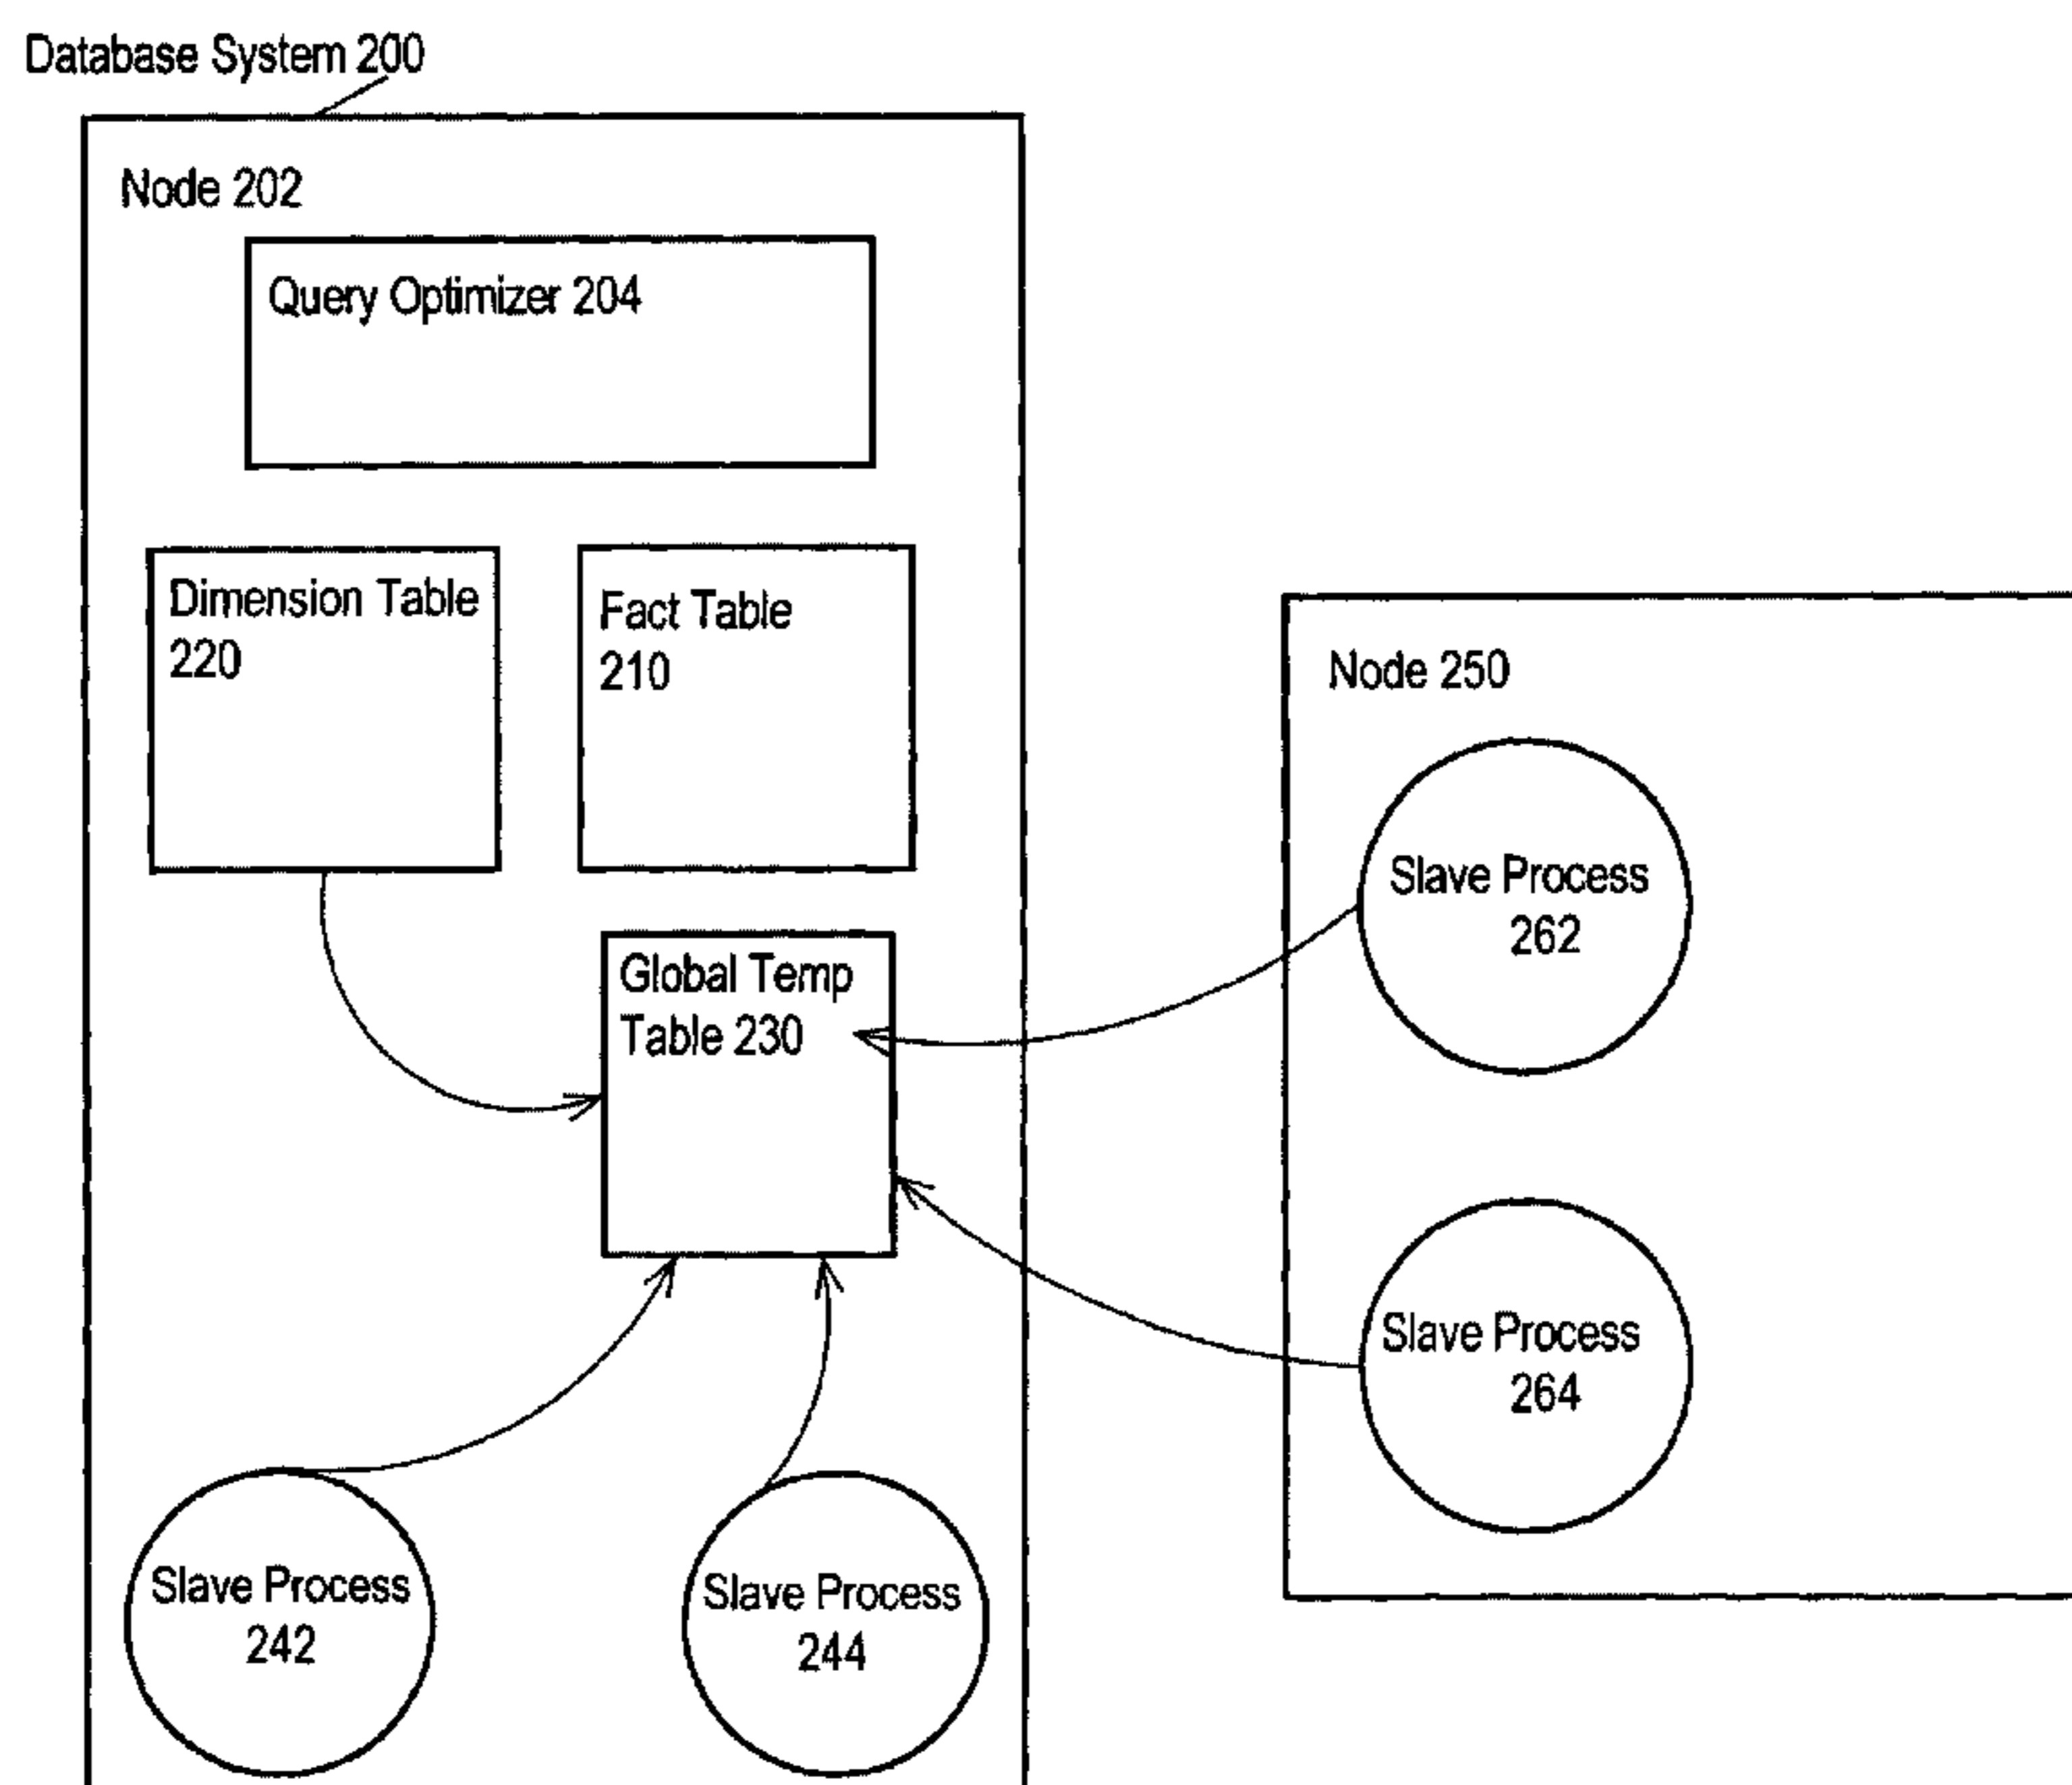 Database System 200
Node 202
Query Optimizer 204
Dimension Table
220
Fact Table
210
Global Temp
Table 230
Node 250
Slave Process
262
Slave Process
264
Slave Process
242
Slave Process
244